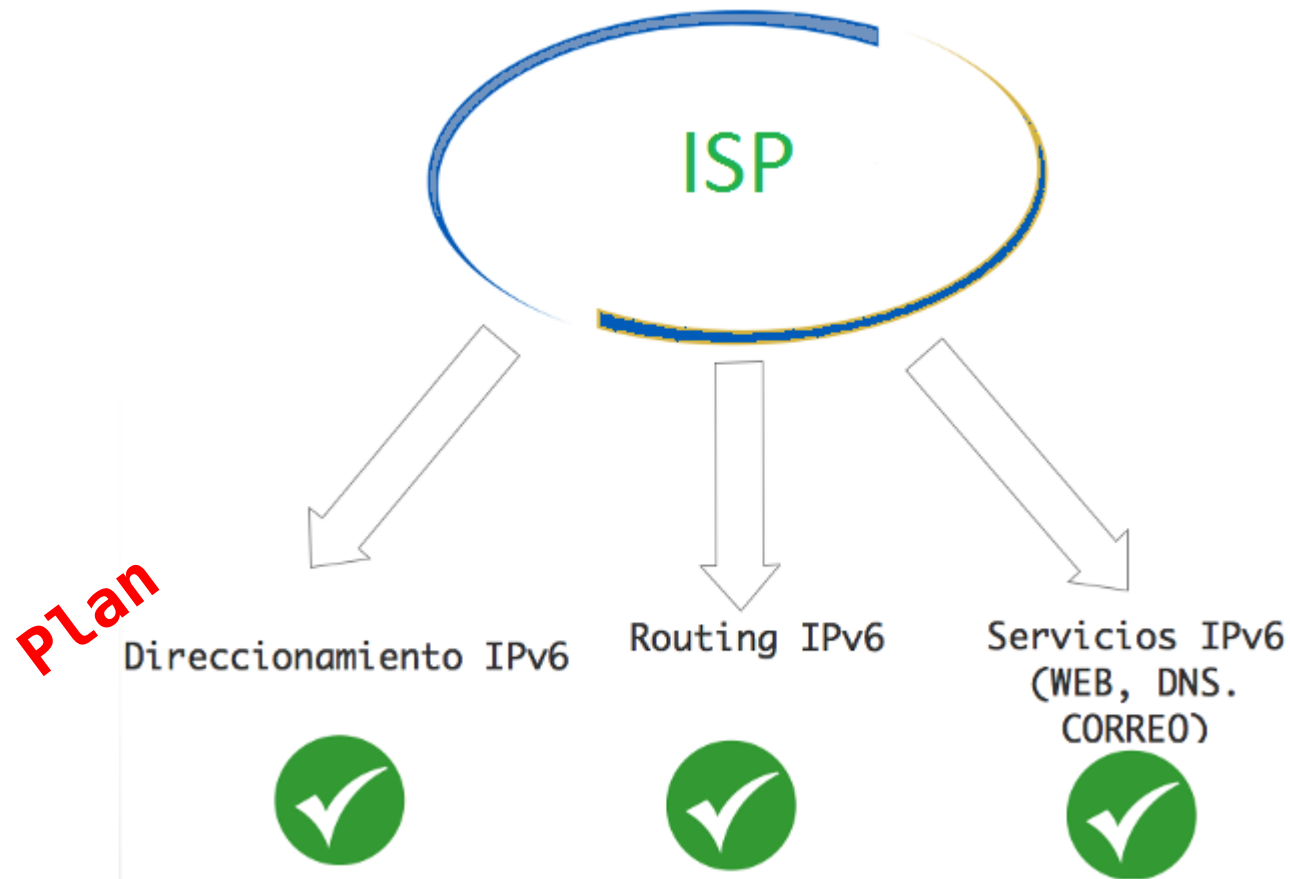 ISP
Plan
Direccionamiento IPv6
Routing IPv6
Servicios IPv6
(WEB, DNS.
CORREO)